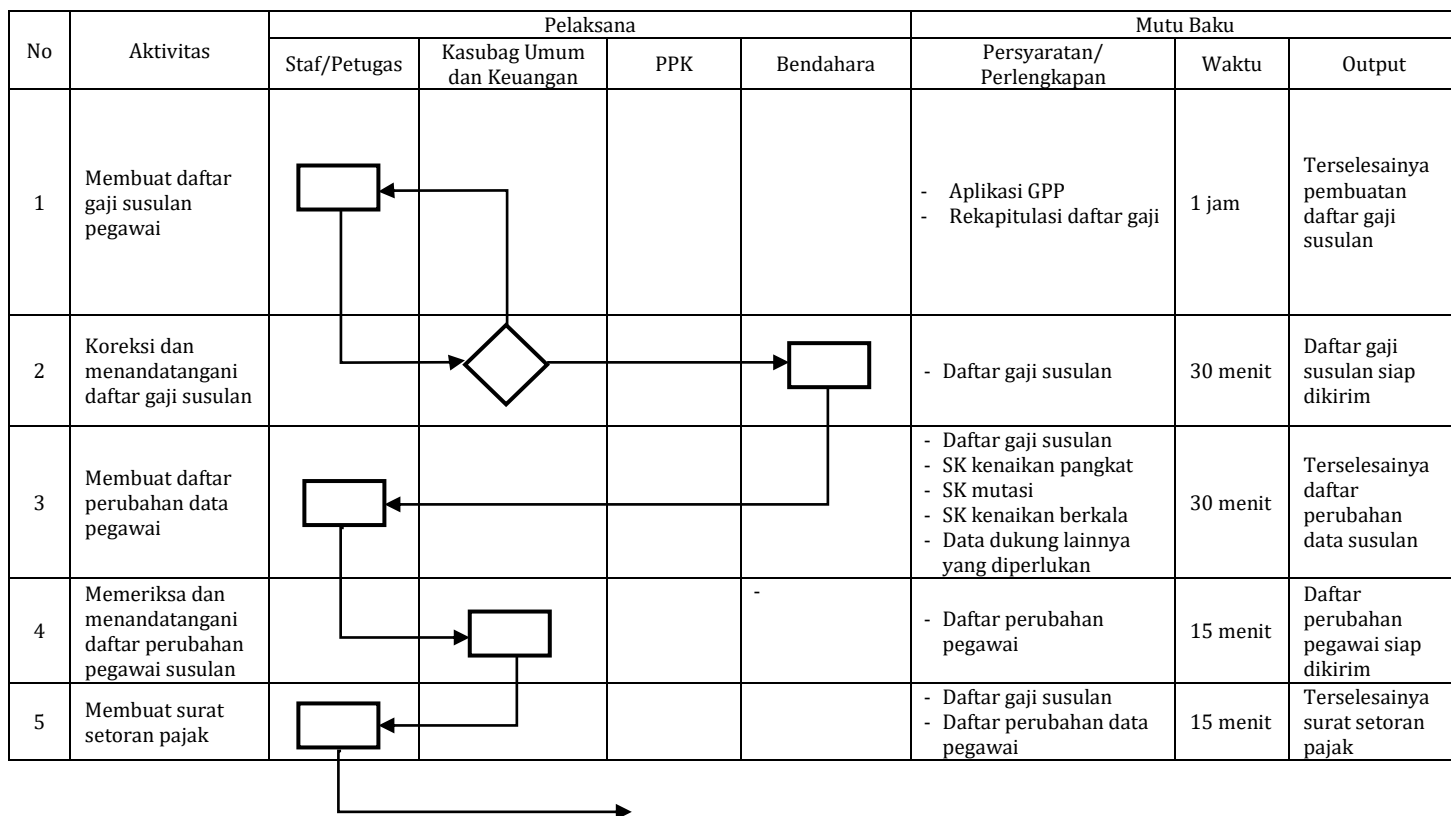 No
Aktivitas
Pelaksana
Mutu Baku
Staf/Petugas
Kasubag Umum
dan Keuangan
PPK
Bendahara
Persyaratan/
Perlengkapan
Waktu
Output
1
Membuat daftar
gaji susulan
pegawai
- Aplikasi GPP
- Rekapitulasi daftar gaji
1 jam
Terselesainya
pembuatan
daftar gaji
susulan
2
Koreksi dan
menandatangani
daftar gaji susulan
- Daftar gaji susulan
30 menit
Daftar gaji
susulan siap
dikirim
3
Membuat daftar
perubahan data
pegawai
- Daftar gaji susulan
- SK kenaikan pangkat
- SK mutasi
- SK kenaikan berkala
- Data dukung lainnya
yang diperlukan
30 menit
Terselesainya
daftar
perubahan
data susulan
4
Memeriksa dan
menandatangani
daftar perubahan
pegawai susulan
-
- Daftar perubahan
pegawai
15 menit
Daftar
perubahan
pegawai siap
dikirim
5
Membuat surat
setoran pajak
- Daftar gaji susulan
- Daftar perubahan data
pegawai
15 menit
Terselesainya
surat setoran
pajak